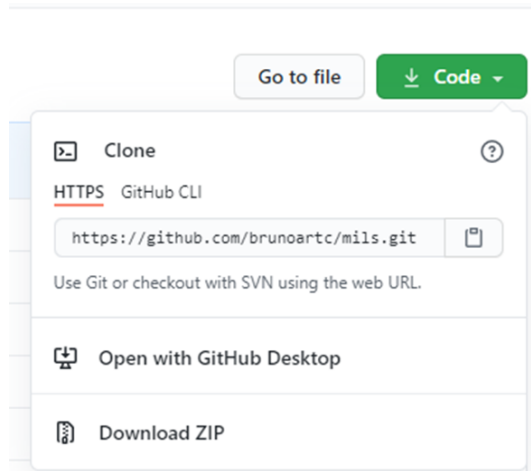 Go to file
Code
Clone
HTTPS GitHub CLI
https://github.com/brunoartc/mils.git
Use Git or checkout with SVN using the web URL.
Open with GitHub Desktop
Download ZIP